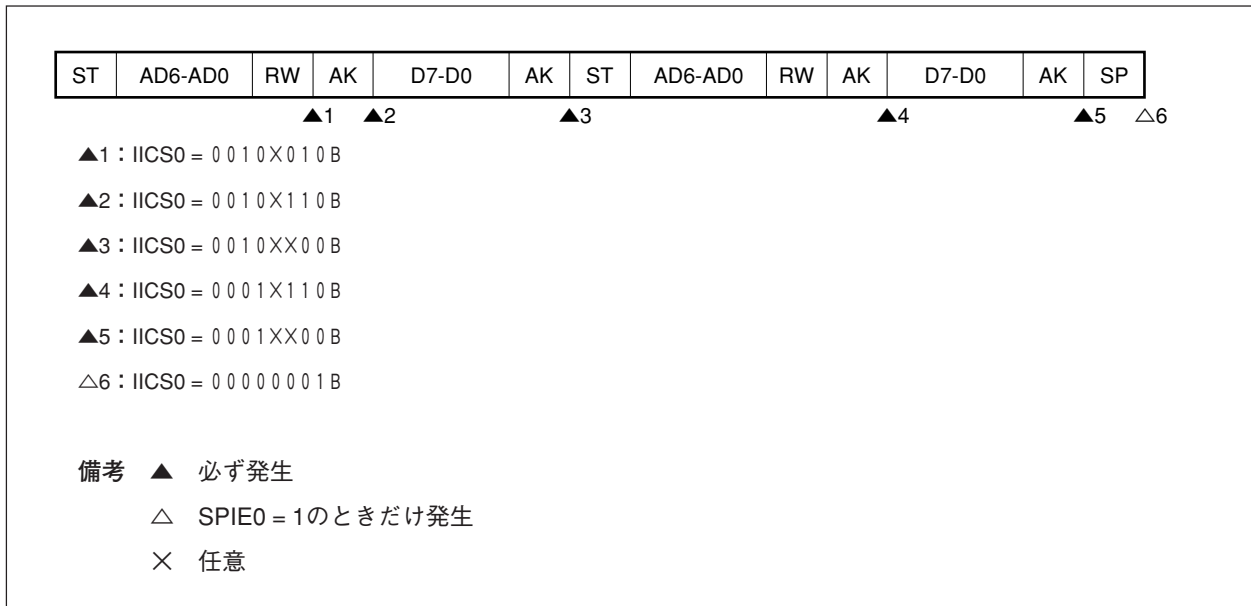 ST AD6-AD0 RW AK D7-D0 AK ST AD6-AD0 RW AK D7-D0 AK SP
▲1 ▲2 ▲3 ▲4 ▲5 △6
▲1：IICS0 = 0010X010B
▲2：IICS0 = 0010X110B
▲3：IICS0 = 0010XX00B
▲4：IICS0 = 0001X110B
▲5：IICS0 = 0001XX00B
△6：IICS0 = 00000001B
備考 ▲ 必ず発生
△ SPIE0 = 1のときだけ発生
× 任意